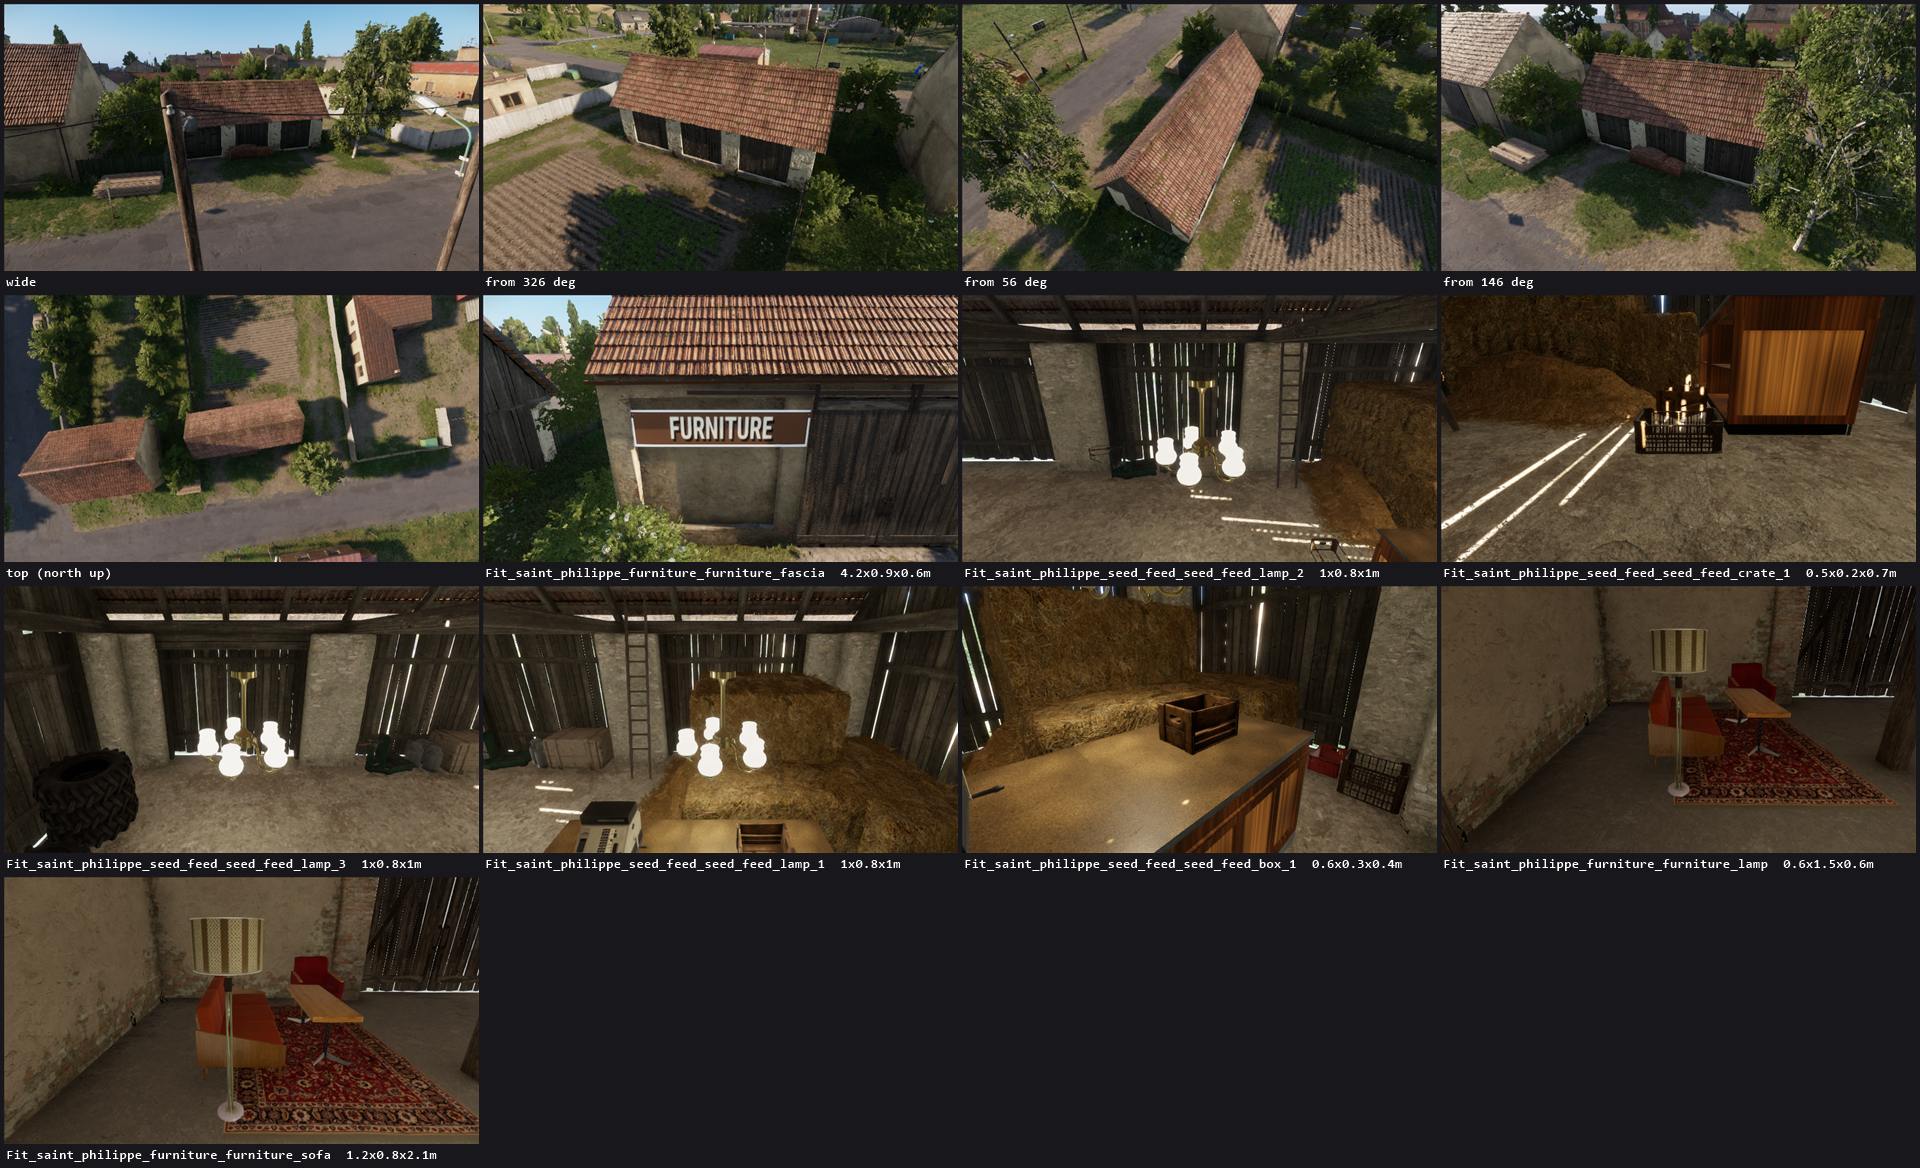 wide
from 326 deg
from 56 deg
from 146 deg
top (north up)
FURNITURE
Fit_saint_philippe_furniture_furniture_fascia 4.2x0.9x0.6m
Fit_saint_philippe_seed_feed_seed_feed_lamp_2 1x0.8x1m
Fit_saint_philippe_seed_feed_seed_feed_crate_1 0.5x0.2x0.7m
Fit_saint_philippe_seed_feed_seed_feed_lamp_3 1x0.8x1m
Fit_saint_philippe_seed_feed_seed_feed_lamp_1 1x0.8x1m
Fit_saint_philippe_seed_feed_seed_feed_box_1 0.6x0.3x0.4m
Fit_saint_philippe_furniture_furniture_lamp 0.6x1.5x0.6m
Fit_saint_philippe_furniture_furniture_sofa 1.2x0.8x2.1m